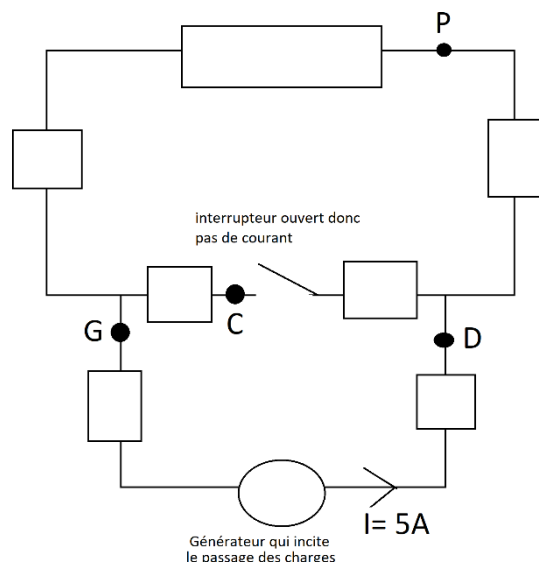 P
interrupteur ouvert donc
pas de courant
C
G
D
I= 5A
Générateur qui incite
le passage des charges